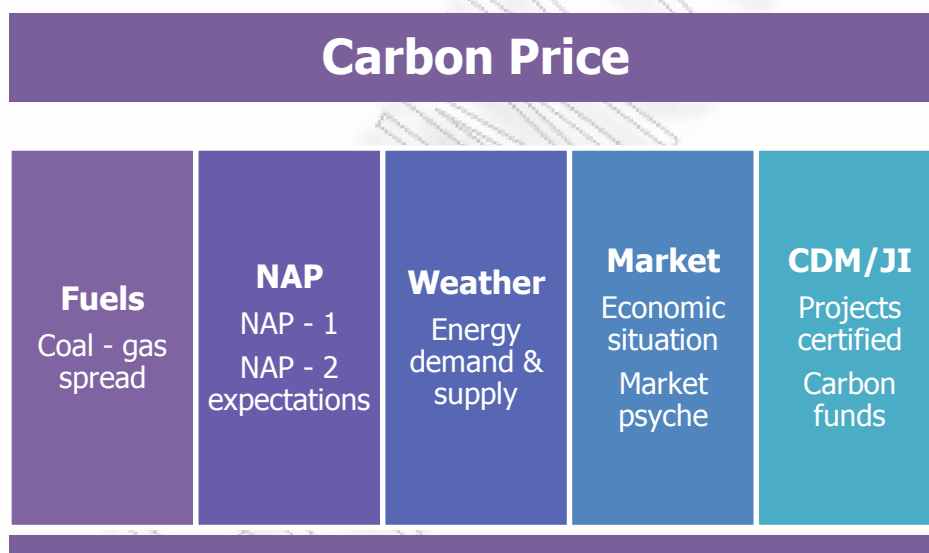 Carbon Price
Fuels
Coal - gas
spread
NAP
NAP - 1
NAP - 2
expectations
Weather
Energy
demand &
supply
Market
Economic
situation
Market
psyche
CDM/JI
Projects
certified
Carbon
funds